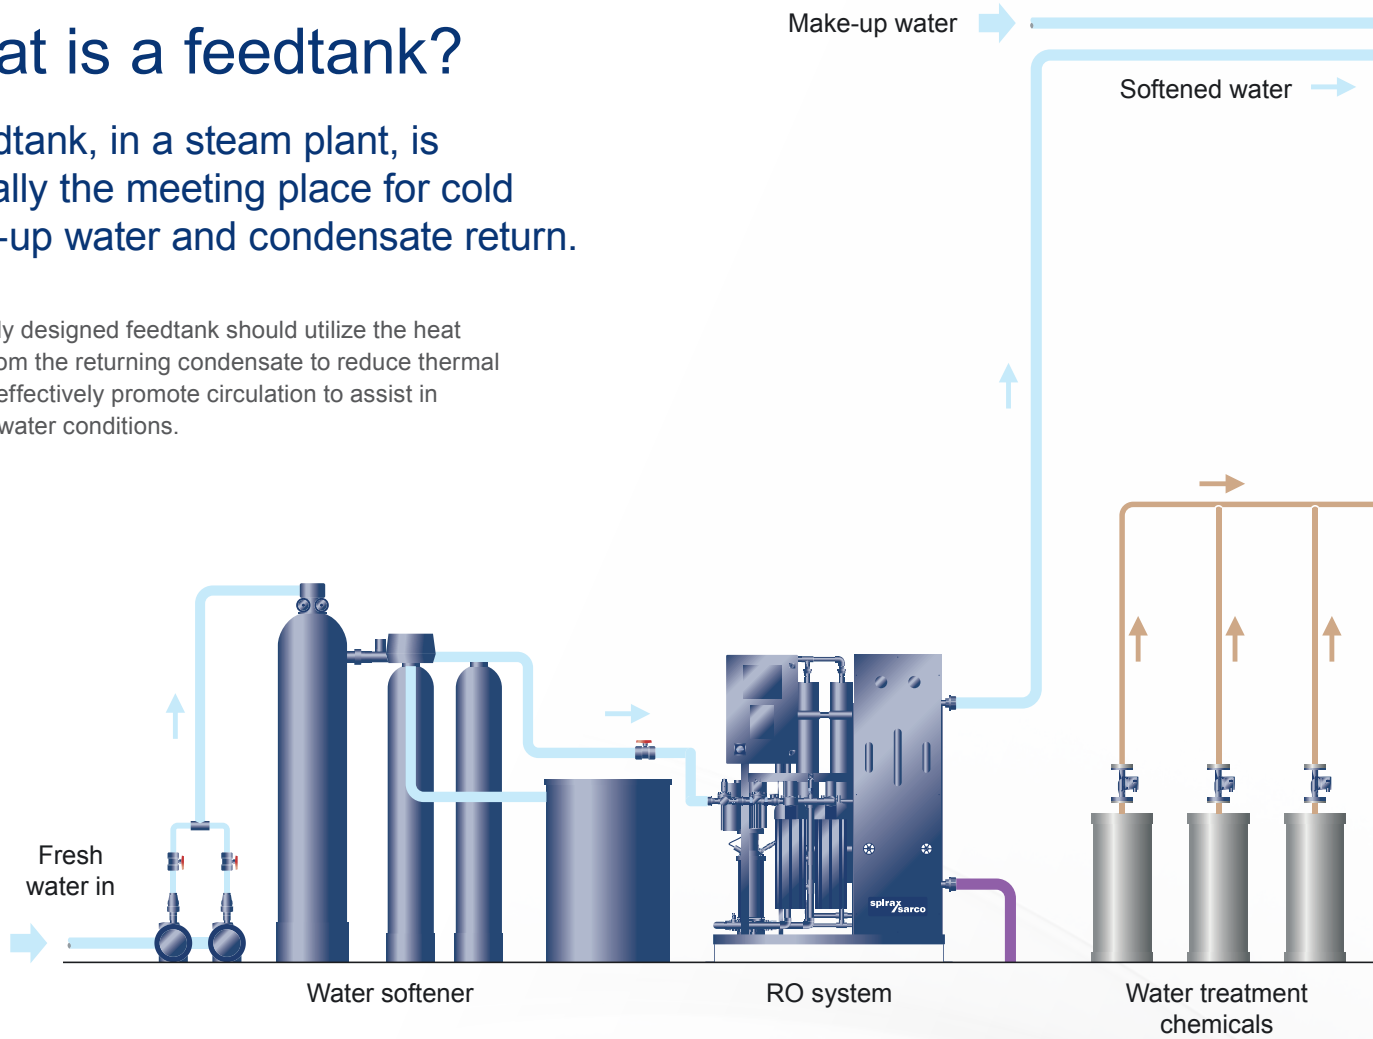 at is a feedtank?
dtank, in a steam plant, is
ally the meeting place for cold
-up water and condensate return.
ly designed feedtank should utilize the heat
om the returning condensate to reduce thermal
effectively promote circulation to assist in
water conditions.
Make-up water
Softened water
Fresh
water in
spirax
sarco
Water softener
RO system
Water treatment
chemicals